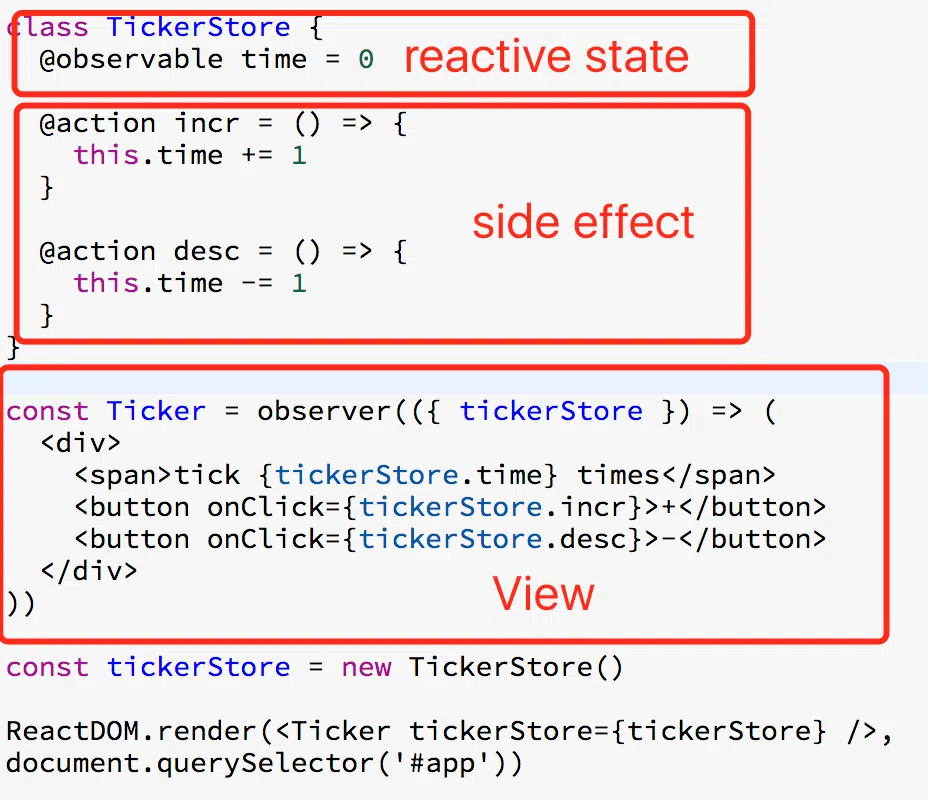 class TickerStore {
@observable time = 0
reactive state
@action incr = () => {
this.time += 1
}
side effect
@action desc = () => {
this.time -= 1
}
}
const Ticker = observer(({ tickerStore }) => (
<div>
<span>tick {tickerStore.time} times</span>
<button onClick={tickerStore.incr}>+</button>
<button onClick={tickerStore.desc}>-</button>
</div>
View
))
const tickerStore = new TickerStore()
ReactDOM.render(<Ticker tickerStore={tickerStore} />,
document.querySelector('#app'))